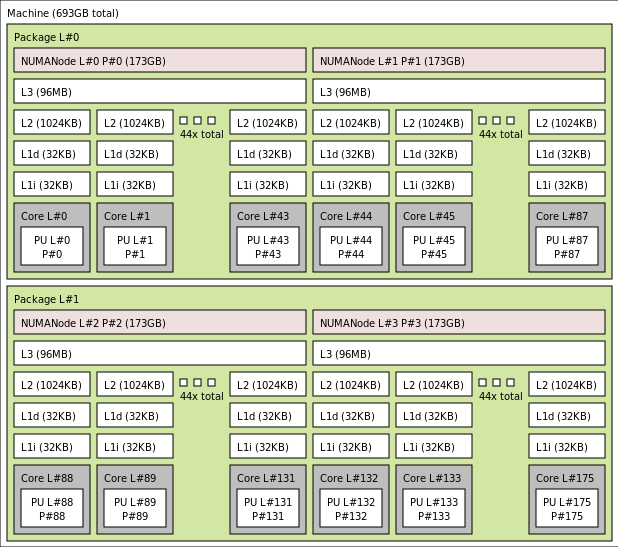 Machine (693GB total)
Package L#0
NUMANode L#0 P#0 (173GB) NUMANode L#1 P#1 (173GB)
L3 (96MB) L3 (96MB)
L2 (1024KB) L2 (1024KB) L2 (1024KB) L2 (1024KB) L2 (1024KB) L2 (1024KB)
44x total 44x total
L1d (32KB) L1d (32KB) L1d (32KB) L1d (32KB) L1d (32KB) L1d (32KB)
L1i (32KB) L1i (32KB) L1i (32KB) L1i (32KB) L1i (32KB) L1i (32KB)
Core L#0 Core L#1 Core L#43 Core L#44 Core L#45 Core L#87
PU L#0 PU L#1 PU L#43 PU L#44 PU L#45 PU L#87
P#0 P#1 P#43 P#44 P#45 P#87
Package L#1
NUMANode L#2 P#2 (173GB) NUMANode L#3 P#3 (173GB)
L3 (96MB) L3 (96MB)
L2 (1024KB) L2 (1024KB) L2 (1024KB) L2 (1024KB) L2 (1024KB) L2 (1024KB)
44x total 44x total
L1d (32KB) L1d (32KB) L1d (32KB) L1d (32KB) L1d (32KB) L1d (32KB)
L1i (32KB) L1i (32KB) L1i (32KB) L1i (32KB) L1i (32KB) L1i (32KB)
Core L#88 Core L#89 Core L#131 Core L#132 Core L#133 Core L#175
PU L#88 PU L#89 PU L#131 PU L#132 PU L#133 PU L#175
P#88 P#89 P#131 P#132 P#133 P#175